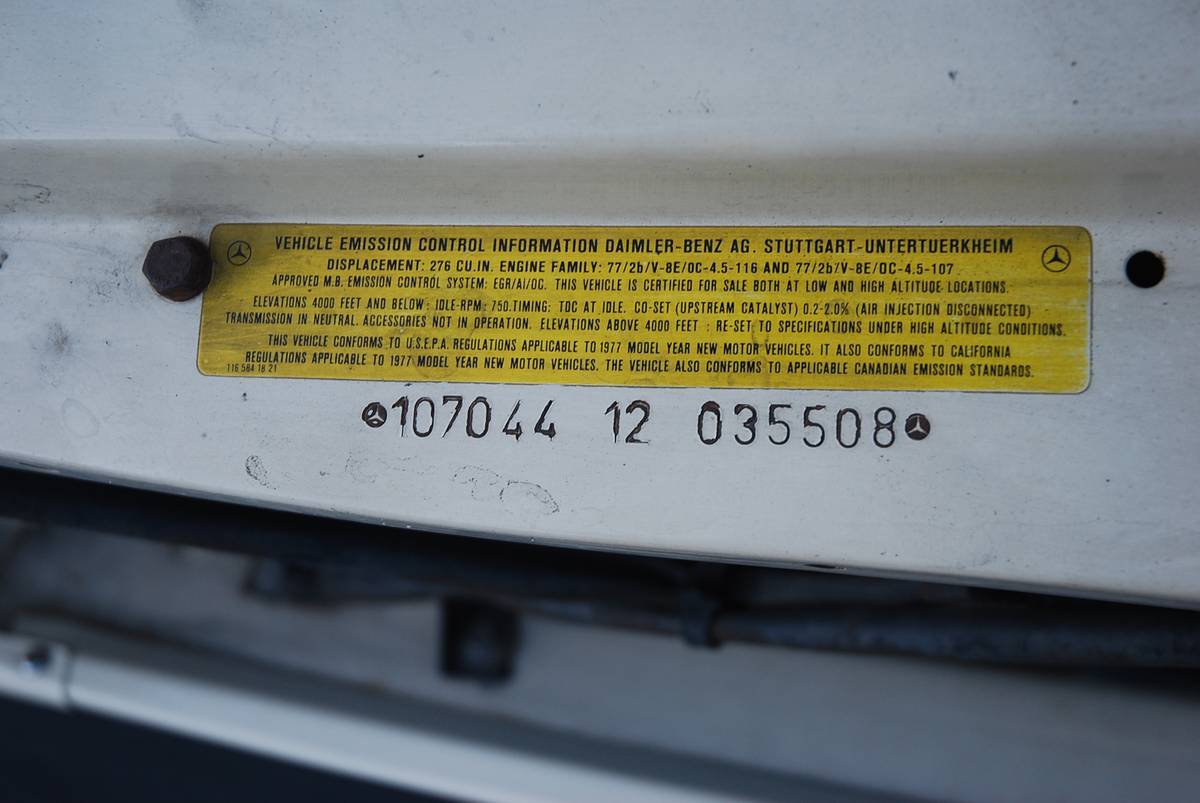 VEHICLE EMISSION CONTROL INFORMATION DAIMLER-BENZ AG. STUTTGART-UNTERTUERKHEIM
DISPLACEMENT: 276 CU.IN. ENGINE FAMILY: 77/2b/V-8E/OC-4.5-116 AND 77/2b/V-8E/OC-4.5-107
APPROVED M.B. EMISSION CONTROL SYSTEM: EGR/AI/OC. THIS VEHICLE IS CERTIFIED FOR SALE BOTH AT LOW AND HIGH ALTITUDE LOCATIONS.
ELEVATIONS 4000 FEET AND BELOW: IDLE-RPM: 750. TIMING: TDC AT IDLE. CO-SET (UPSTREAM CATALYST) 0.2-2.0% (AIR INJECTION DISCONNECTED)
TRANSMISSION IN NEUTRAL. ACCESSORIES NOT IN OPERATION. ELEVATIONS ABOVE 4000 FEET : RE-SET TO SPECIFICATIONS UNDER HIGH ALTITUDE CONDITIONS.
THIS VEHICLE CONFORMS TO U.S.E.P.A. REGULATIONS APPLICABLE TO 1977 MODEL YEAR NEW MOTOR VEHICLES. IT ALSO CONFORMS TO CALIFORNIA
REGULATIONS APPLICABLE TO 1977 MODEL YEAR NEW MOTOR VEHICLES. THE VEHICLE ALSO CONFORMS TO APPLICABLE CANADIAN EMISSION STANDARDS.
116 584 18 21
107044 12 035508